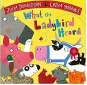 JULIA DONALDSON LYDIA MONKS
What the
Ladybird
Heard